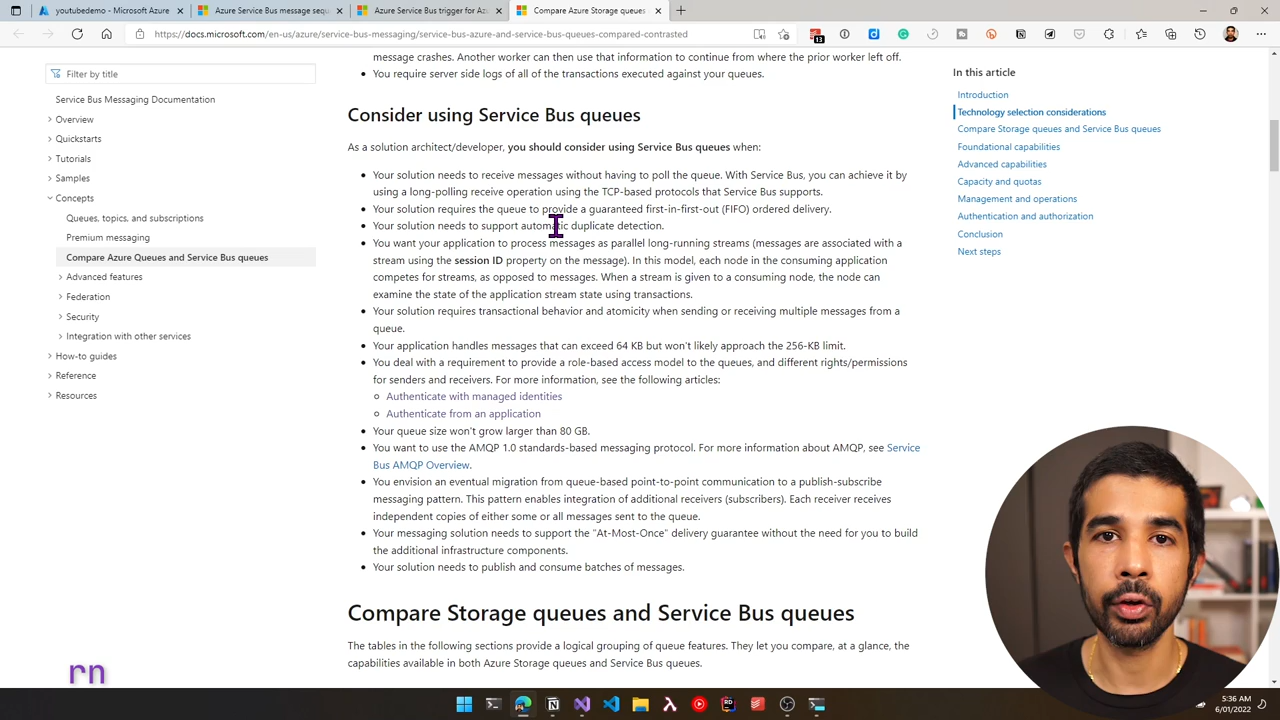 youtubedemo - Microsoft Azure
Azure Service Bus message sequ
Azure Service Bus trigger for Az
Compare Azure Storage queues
https://docs.microsoft.com/en-us/azure/service-bus-messaging/service-bus-azure-and-service-bus-queues-compared-contrasted
13
Filter by title
Service Bus Messaging Documentation
Overview
Quickstarts
Tutorials
Samples
Concepts
Queues, topics, and subscriptions
Premium messaging
Compare Azure Queues and Service Bus queues
Advanced features
Federation
Security
Integration with other services
How-to guides
Reference
Resources
message crashes. Another worker can then use that information to continue from where the prior worker left off.
You require server side logs of all of the transactions executed against your queues.
Consider using Service Bus queues
As a solution architect/developer, you should consider using Service Bus queues when:
Your solution needs to receive messages without having to poll the queue. With Service Bus, you can achieve it by
using a long-polling receive operation using the TCP-based protocols that Service Bus supports.
Your solution requires the queue to provide a guaranteed first-in-first-out (FIFO) ordered delivery.
Your solution needs to support automatic duplicate detection.
You want your application to process messages as parallel long-running streams (messages are associated with a
stream using the session ID property on the message). In this model, each node in the consuming application
competes for streams, as opposed to messages. When a stream is given to a consuming node, the node can
examine the state of the application stream state using transactions.
Your solution requires transactional behavior and atomicity when sending or receiving multiple messages from a
queue.
Your application handles messages that can exceed 64 KB but won't likely approach the 256-KB limit.
You deal with a requirement to provide a role-based access model to the queues, and different rights/permissions
for senders and receivers. For more information, see the following articles:
Authenticate with managed identities
Authenticate from an application
Your queue size won't grow larger than 80 GB.
You want to use the AMQP 1.0 standards-based messaging protocol. For more information about AMQP, see Service
Bus AMQP Overview.
You envision an eventual migration from queue-based point-to-point communication to a publish-subscribe
messaging pattern. This pattern enables integration of additional receivers (subscribers). Each receiver receives
independent copies of either some or all messages sent to the queue.
Your messaging solution needs to support the "At-Most-Once" delivery guarantee without the need for you to build
the additional infrastructure components.
Your solution needs to publish and consume batches of messages.
Compare Storage queues and Service Bus queues
The tables in the following sections provide a logical grouping of queue features. They let you compare, at a glance, the
capabilities available in both Azure Storage queues and Service Bus queues.
In this article
Introduction
Technology selection considerations
Compare Storage queues and Service Bus queues
Foundational capabilities
Advanced capabilities
Capacity and quotas
Management and operations
Authentication and authorization
Conclusion
Next steps
rn
5:36 AM
6/01/2022